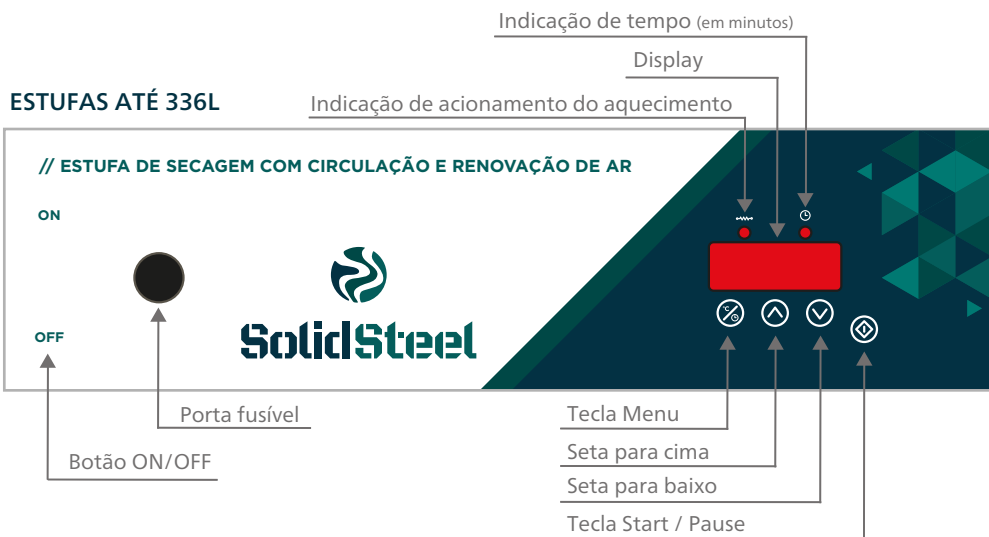 Indicação de tempo (em minutos)
Display
ESTUFAS ATÉ 336L
Indicação de acionamento do aquecimento
// ESTUFA DE SECAGEM COM CIRCULAÇÃO E RENOVAÇÃO DE AR
ON
°C
OFF
SolidSteel
Porta fusível
Tecla Menu
Seta para cima
Botão ON/OFF
Seta para baixo
Tecla Start / Pause